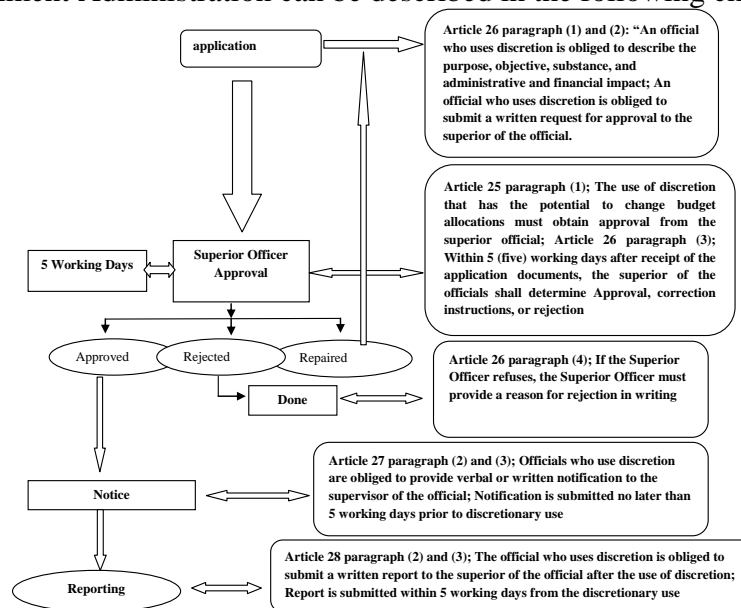 application
Article 26 paragraph (1) and (2): “An official
who uses discretion is obliged to describe the
purpose, objective, substance, and
administrative and financial impact; An
official who uses discretion is obliged to
submit a written request for approval to the
superior of the official.
Article 25 paragraph (1); The use of discretion
that has the potential to change budget
allocations must obtain approval from the
superior official; Article 26 paragraph (3);
Within 5 (five) working days after receipt of the
application documents, the superior of the
officials shall determine Approval, correction
instructions, or rejection
5 Working Days
Superior Officer
Approval
Approved
Rejected
Repaired
Done
Article 26 paragraph (4); If the Superior
Officer refuses, the Superior Officer must
provide a reason for rejection in writing
Notice
Article 27 paragraph (2) and (3); Officials who use discretion
are obliged to provide verbal or written notification to the
supervisor of the official; Notification is submitted no later than
5 working days prior to discretionary use
Reporting
Article 28 paragraph (2) and (3); The official who uses discretion is obliged to
submit a written report to the superior of the official after the use of discretion;
Report is submitted within 5 working days from the discretionary use